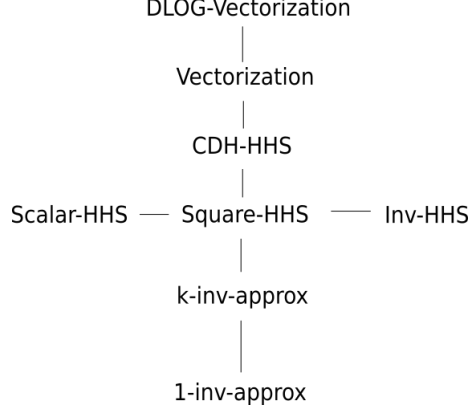 DLOG-Vectorization
Vectorization
CDH-HHS
Scalar-HHS Square-HHS Inv-HHS
k-inv-approx
1-inv-approx